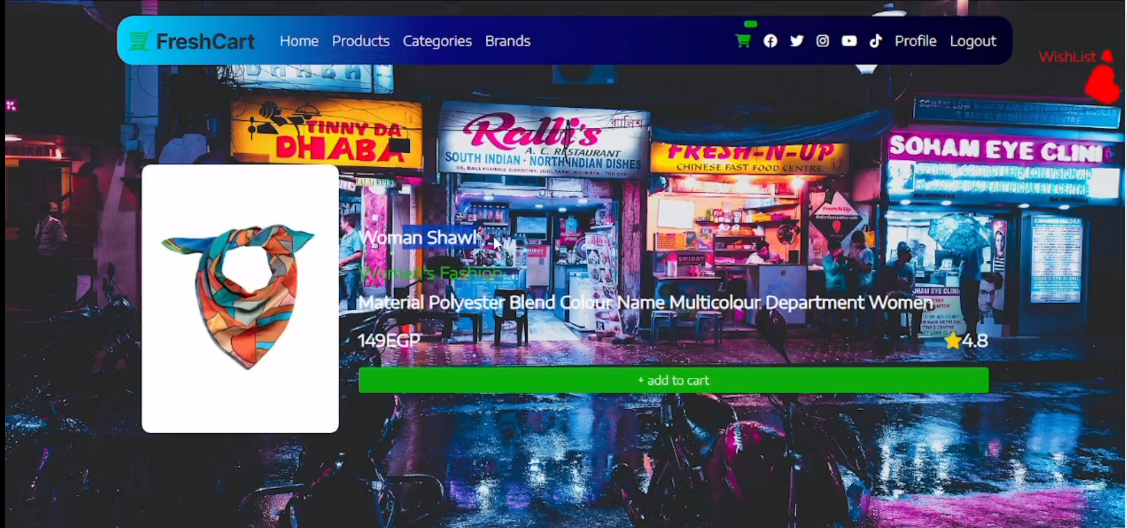 FreshCart Home Products Categories Brands Profile Logout
WishList
TINNY DA
DHABA
Ralli's
A. C. RESTAURANT
SOUTH INDIAN · NORTH INDIAN DISHES
FRESH-N-UP
CHINESE FAST FOOD CENTRE
SOHAM EYE CLINI
Woman Shawl
Women's Fashion
Material Polyester Blend Colour Name Multicolour Department Women
149EGP
4.8
+ add to cart